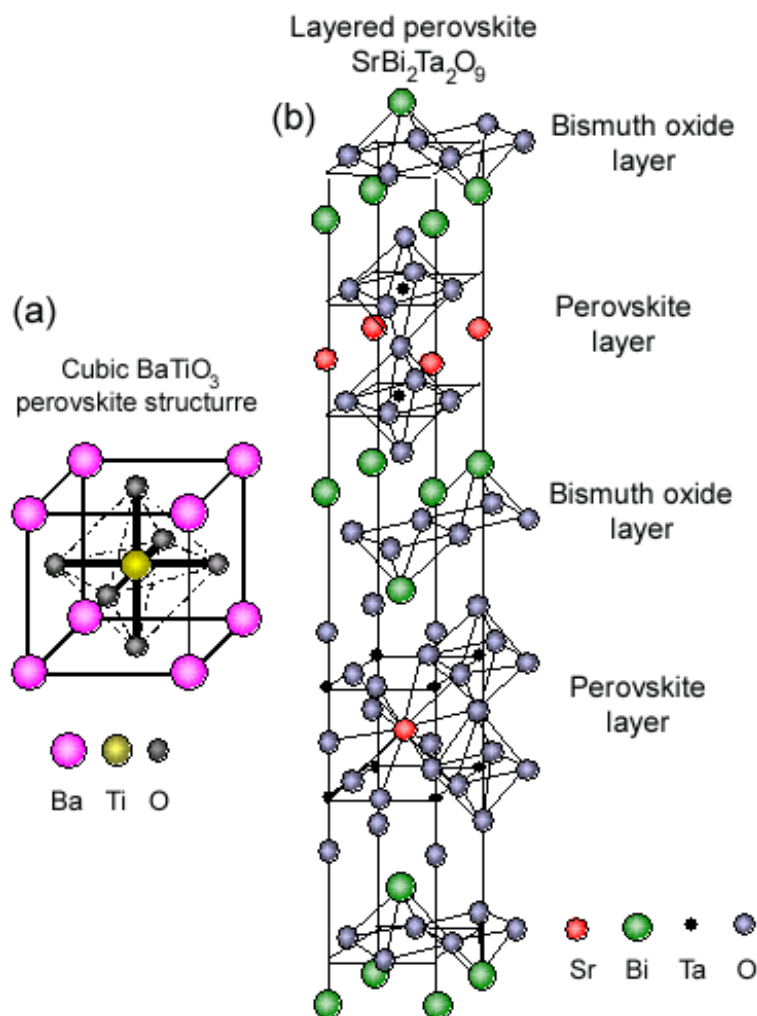 Layered perovskite
SrBi₂Ta₂O₉
(b)
Bismuth oxide
layer
(a)
Perovskite
layer
Cubic BaTiO₃
perovskite structurre
Bismuth oxide
layer
Perovskite
layer
Ba Ti O
Sr Bi Ta O